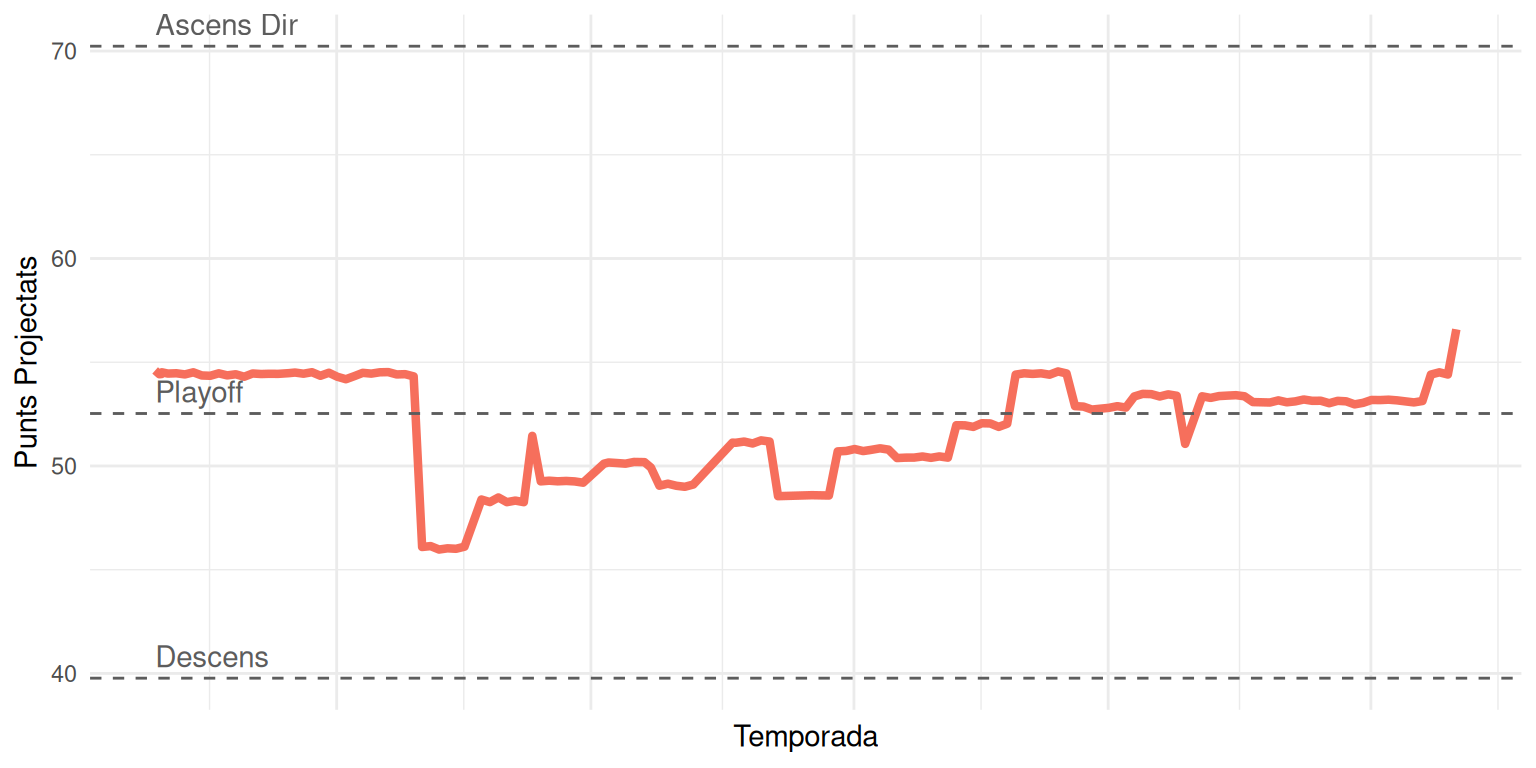 Ascens Dir
70
60
Punts Projectats
Playoff
50
Descens
40
Temporada